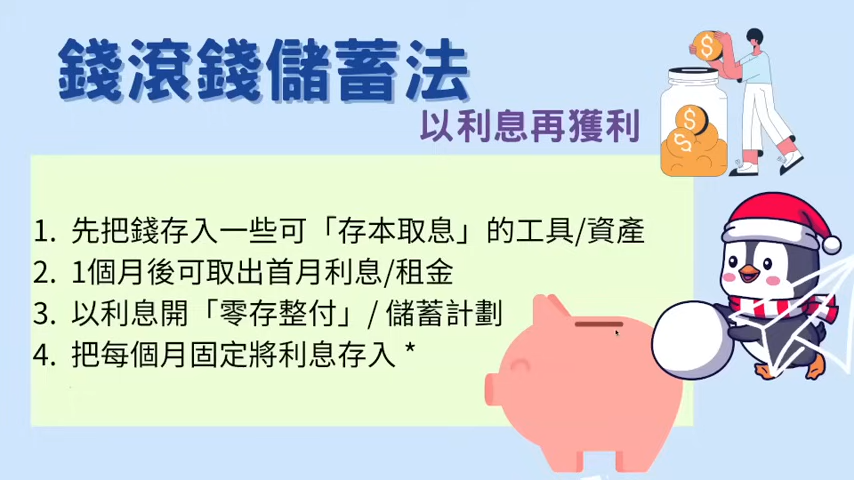 錢滾錢儲蓄法
以利息再獲利
1. 先把錢存入一些可「存本取息」的工具/資產
2. 1個月後可取出首月利息/租金
3. 以利息開「零存整付」/ 儲蓄計劃
4. 把每個月固定將利息存入 *